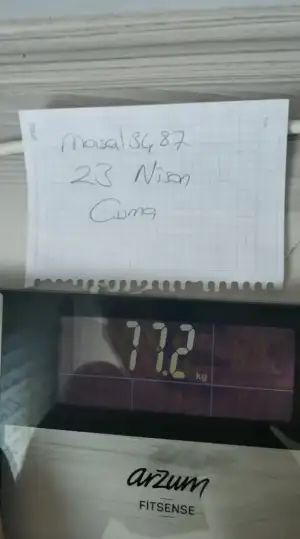 masal3487
23 Nisan
Cuma
77.2
kg
arzum
FITSENSE